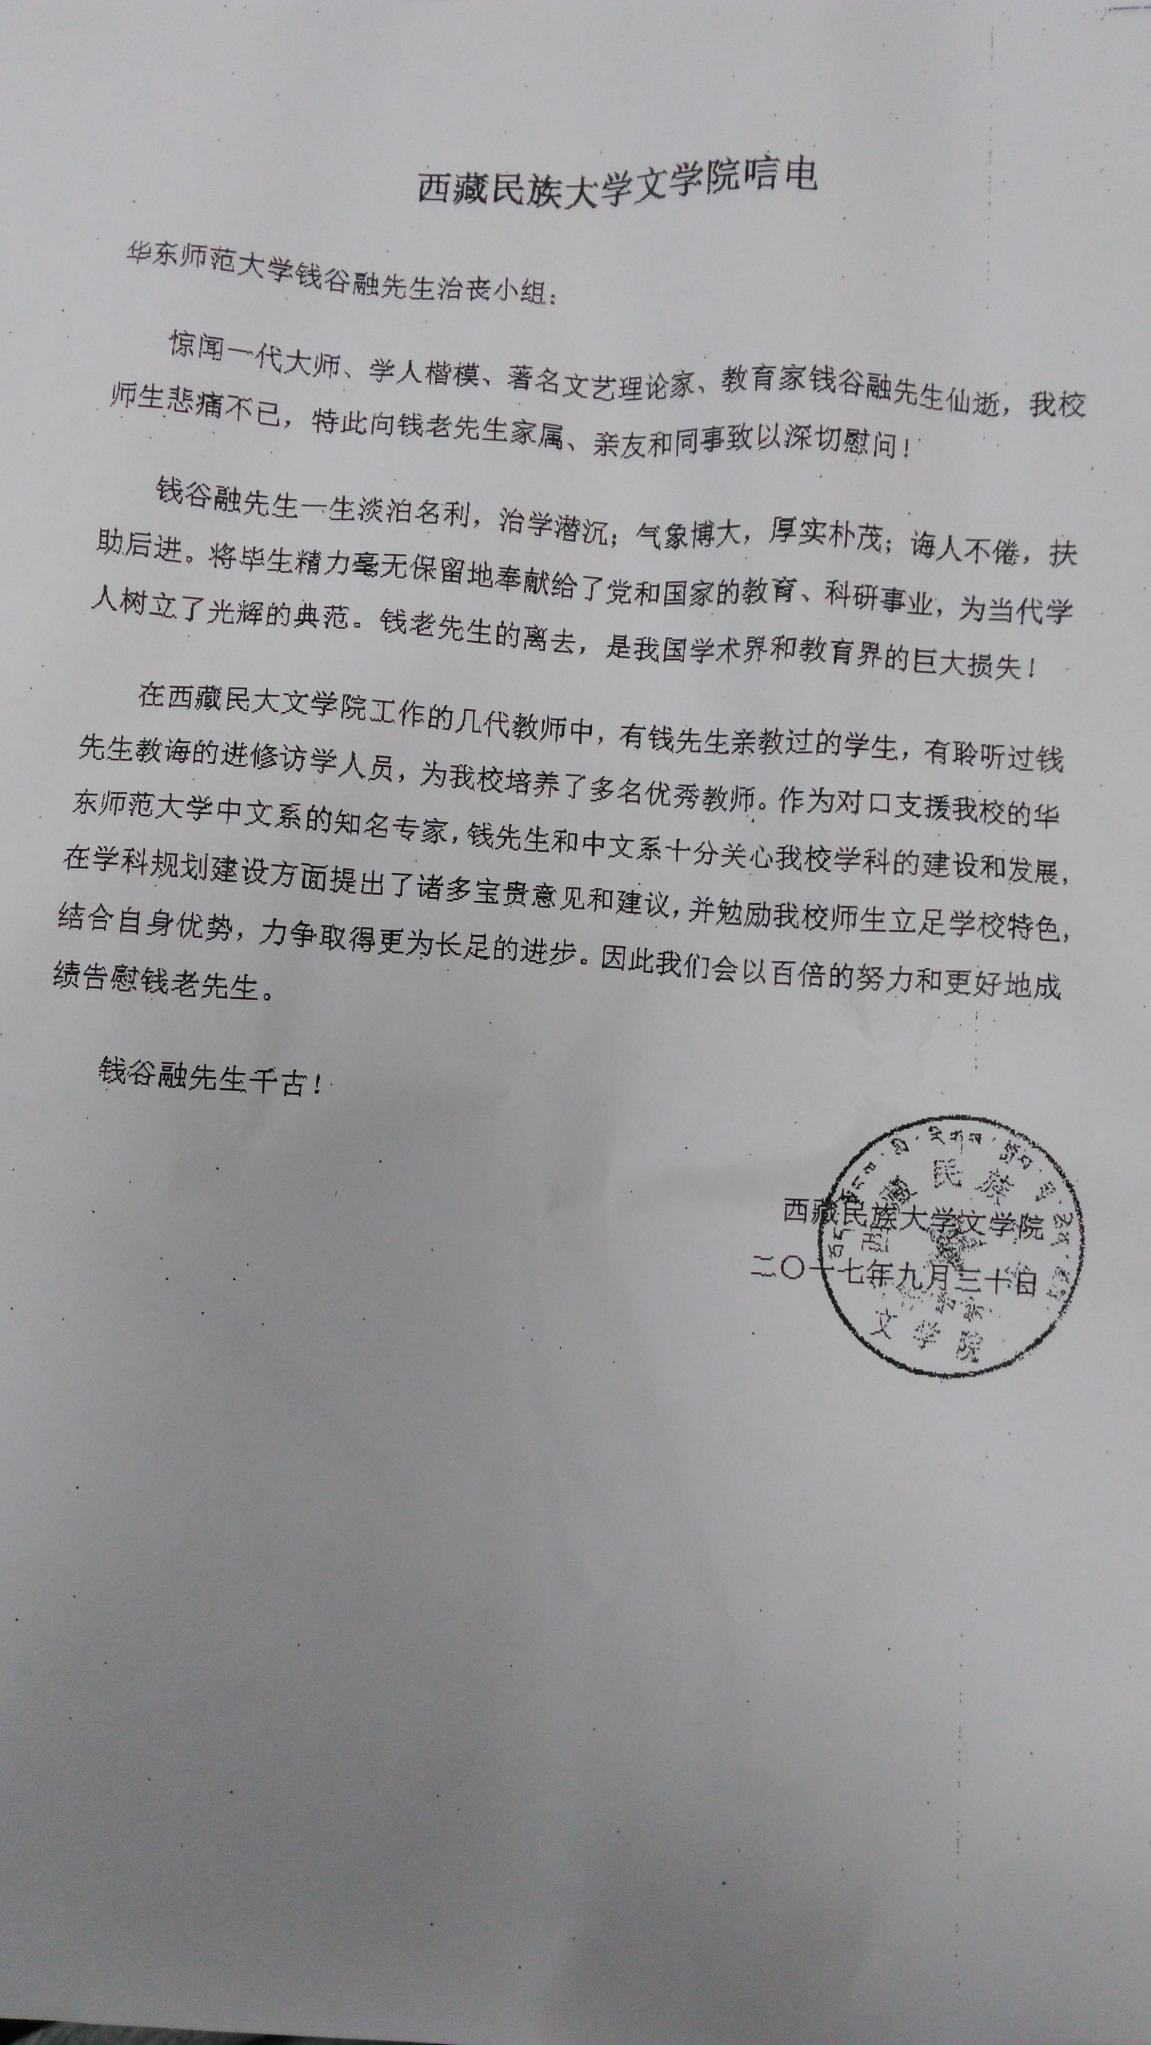 西藏民族大学文学院唁电
华东师范大学钱谷融先生治丧小组：
惊闻一代大师、学人楷模、著名文艺理论家、教育家钱谷融先生仙逝，我校
师生悲痛不已，特此向钱老先生家属、亲友和同事致以深切慰问！
钱谷融先生一生淡泊名利，治学潜沉；气象博大，厚实朴茂；诲人不倦，扶
助后进。将毕生精力毫无保留地奉献给了党和国家的教育、科研事业，为当代学
人树立了光辉的典范。钱老先生的离去，是我国学术界和教育界的巨大损失！
在西藏民大文学院工作的几代教师中，有钱先生亲教过的学生，有聆听过钱
先生教诲的进修访学人员，为我校培养了多名优秀教师。作为对口支援我校的华
东师范大学中文系的知名专家，钱先生和中文系十分关心我校学科的建设和发展，
在学科规划建设方面提出了诸多宝贵意见和建议，并勉励我校师生立足学校特色，
结合自身优势，力争取得更为长足的进步。因此我们会以百倍的努力和更好地成
绩告慰钱老先生。
钱谷融先生千古！
西藏民族大学文学院
二〇一七年九月三十日
西藏民族
文学院